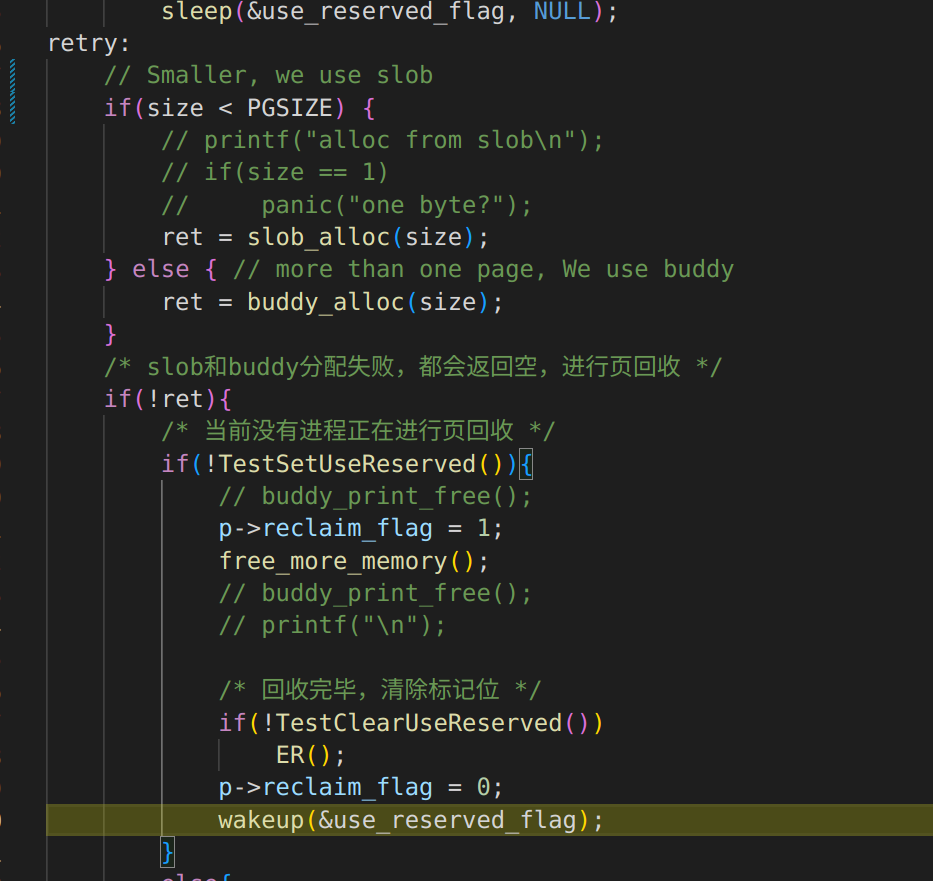 sleep(&use_reserved_flag, NULL);
retry:
// Smaller, we use slob
if(size < PGSIZE) {
// printf("alloc from slob\n");
// if(size == 1)
//     panic("one byte?");
ret = slob_alloc(size);
} else { // more than one page, We use buddy
ret = buddy_alloc(size);
}
/* slob和buddy分配失败，都会返回空，进行页回收 */
if(!ret){
/* 当前没有进程正在进行页回收 */
if(!TestSetUseReserved()){
// buddy_print_free();
p->reclaim_flag = 1;
free_more_memory();
// buddy_print_free();
// printf("\n");
/* 回收完毕，清除标记位 */
if(!TestClearUseReserved())
ER();
p->reclaim_flag = 0;
wakeup(&use_reserved_flag);
}
else{